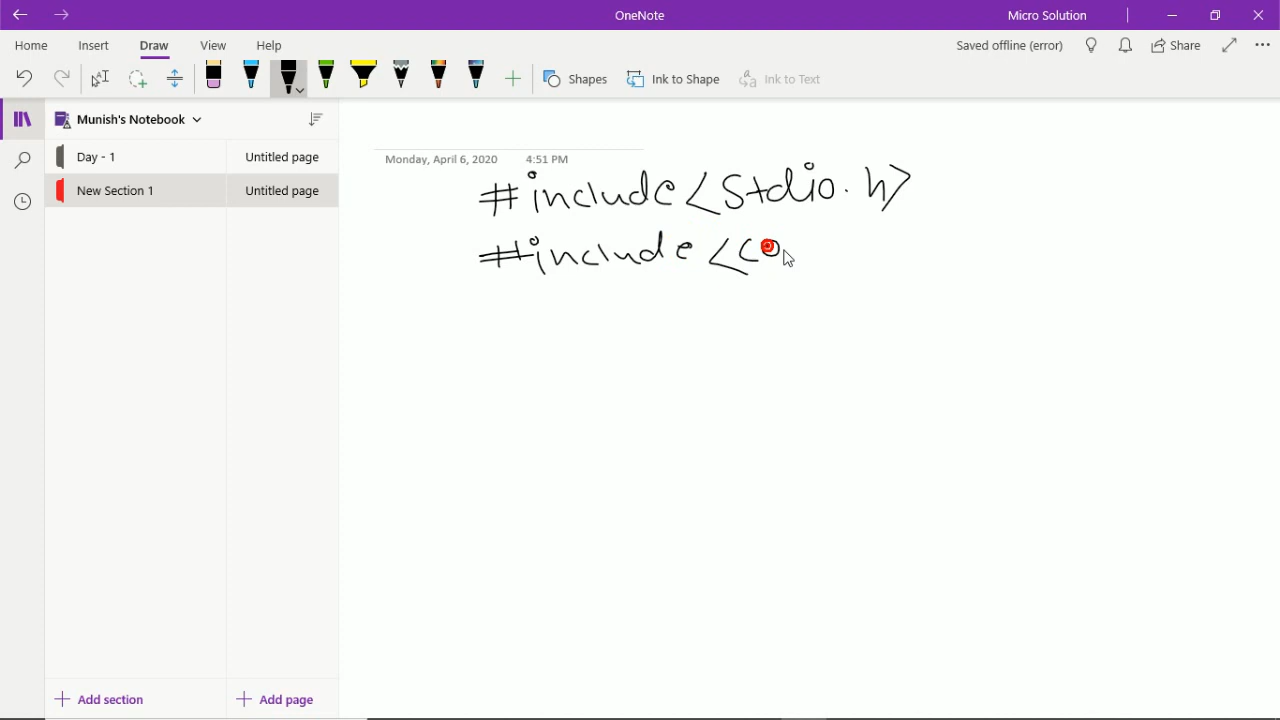 OneNote
Micro Solution
Home Insert Draw View Help
Saved offline (error)
Share
Shapes
Ink to Shape
Ink to Text
Munish's Notebook
Day - 1
Untitled page
New Section 1
Untitled page
Monday, April 6, 2020 4:51 PM
#include<Stdio.h>
#include <Co
Add section
Add page